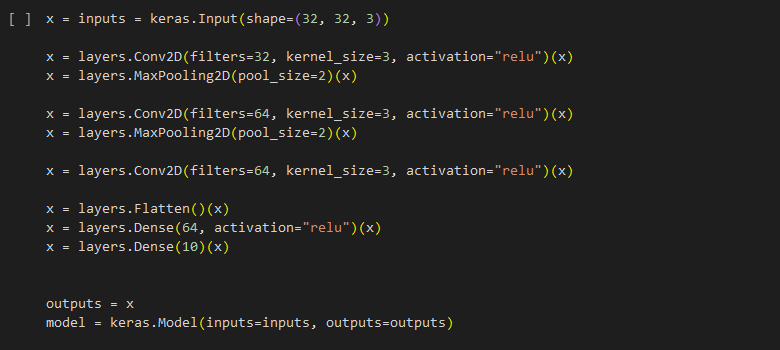 [ ] x = inputs = keras.Input(shape=(32, 32, 3))
x = layers.Conv2D(filters=32, kernel_size=3, activation="relu")(x)
x = layers.MaxPooling2D(pool_size=2)(x)
x = layers.Conv2D(filters=64, kernel_size=3, activation="relu")(x)
x = layers.MaxPooling2D(pool_size=2)(x)
x = layers.Conv2D(filters=64, kernel_size=3, activation="relu")(x)
x = layers.Flatten()(x)
x = layers.Dense(64, activation="relu")(x)
x = layers.Dense(10)(x)
outputs = x
model = keras.Model(inputs=inputs, outputs=outputs)